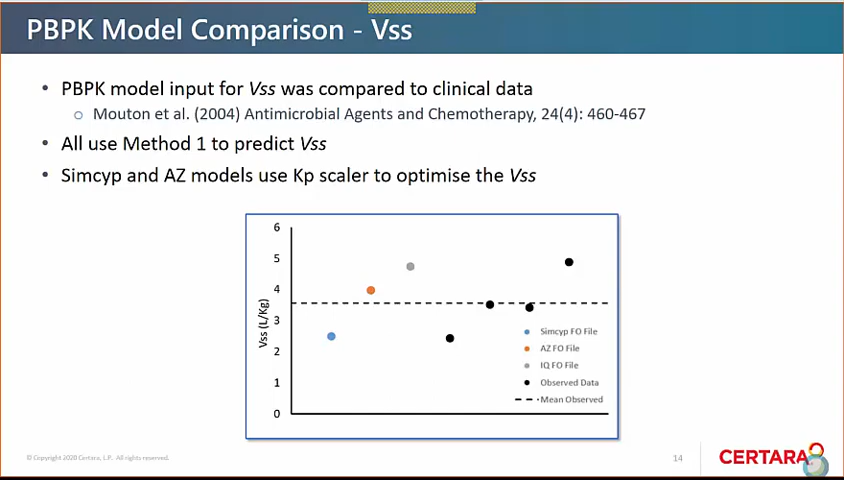 PBPK Model Comparison - Vss
• PBPK model input for Vss was compared to clinical data
○ Mouton et al. (2004) Antimicrobial Agents and Chemotherapy, 24(4): 460-467
• All use Method 1 to predict Vss
• Simcyp and AZ models use Kp scaler to optimise the Vss
6
5
4
3
2
1
0
Vss (L/Kg)
Simcyp FO File
AZ FO File
IQ FO File
Observed Data
Mean Observed
© Copyright 2020 Certara, L.P. All rights reserved.
14
CERTARA